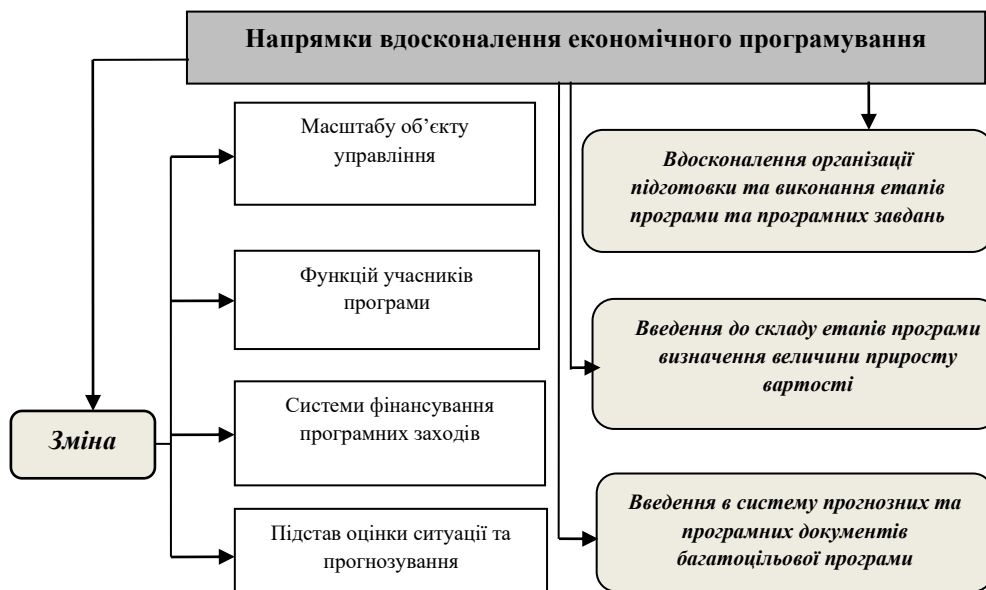 Напрямки вдосконалення економічного програмування
Масштабу об’єкту
управління
Функцій учасників
програми
Системи фінансування
програмних заходів
Підстав оцінки ситуації та
прогнозування
Зміна
Вдосконалення організації
підготовки та виконання етапів
програми та програмних завдань
Введення до складу етапів програми
визначення величини приросту
вартості
Введення в систему прогнозних та
програмних документів
багатоцільової програми